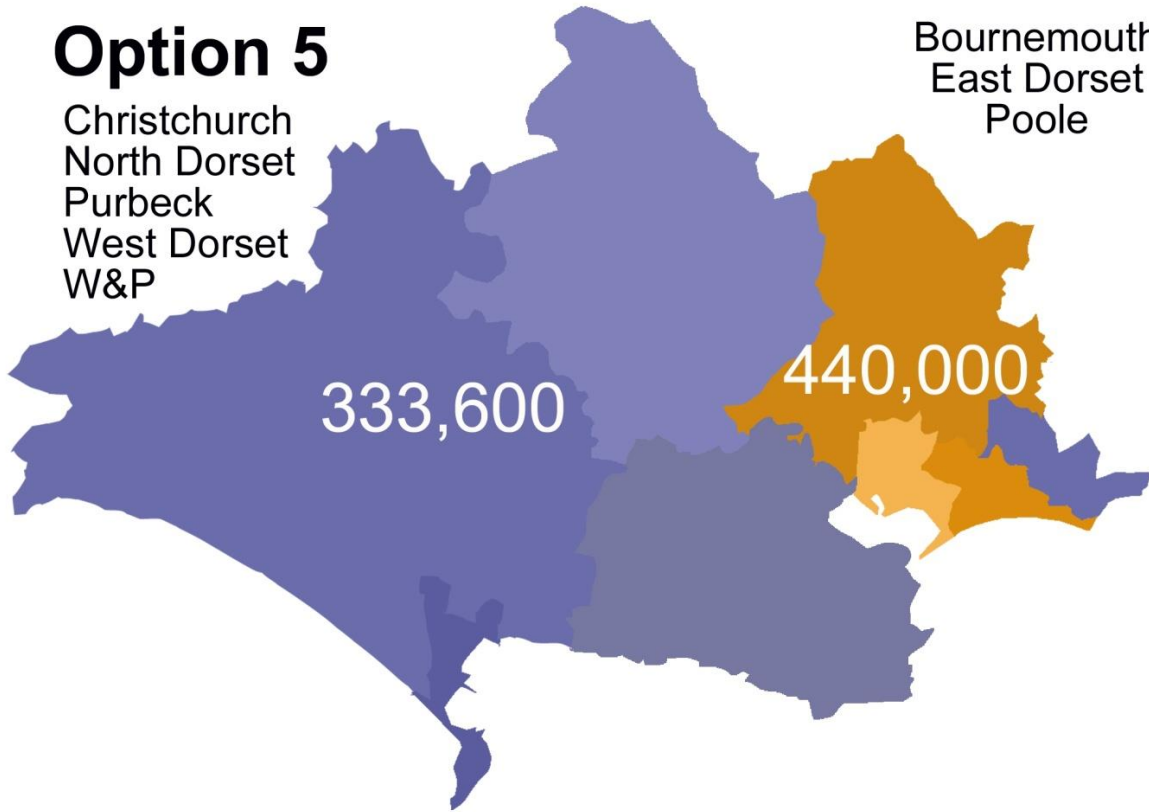 Option 5
Christchurch
North Dorset
Purbeck
West Dorset
W&P
Bournemouth
East Dorset
Poole
333,600
440,000